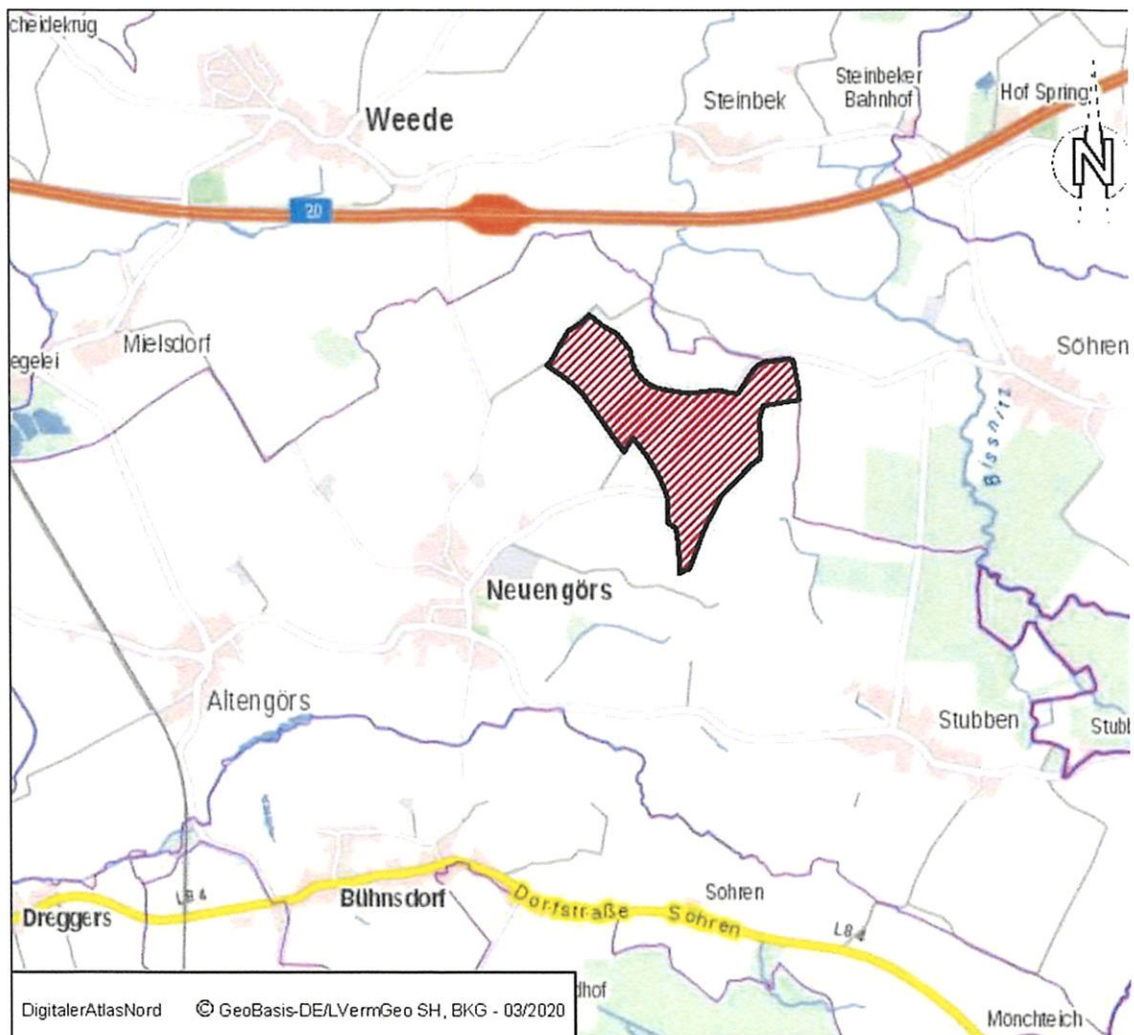 cheidekrug
Weede
Steinbek
Steinbeker
Bahnhof
Hof Spring
N
20
Mielsdorf
egelei
Söhren
Bissnitz
Neuengörs
Altengörs
Stubben
Stubb
L84
Bühnsdorf
Dreggers
Dorfstraße Söhren
Sohren
L84
dhof
Mönchteich
DigitalerAtlasNord © GeoBasis-DE/LVermGeo SH, BKG - 03/2020